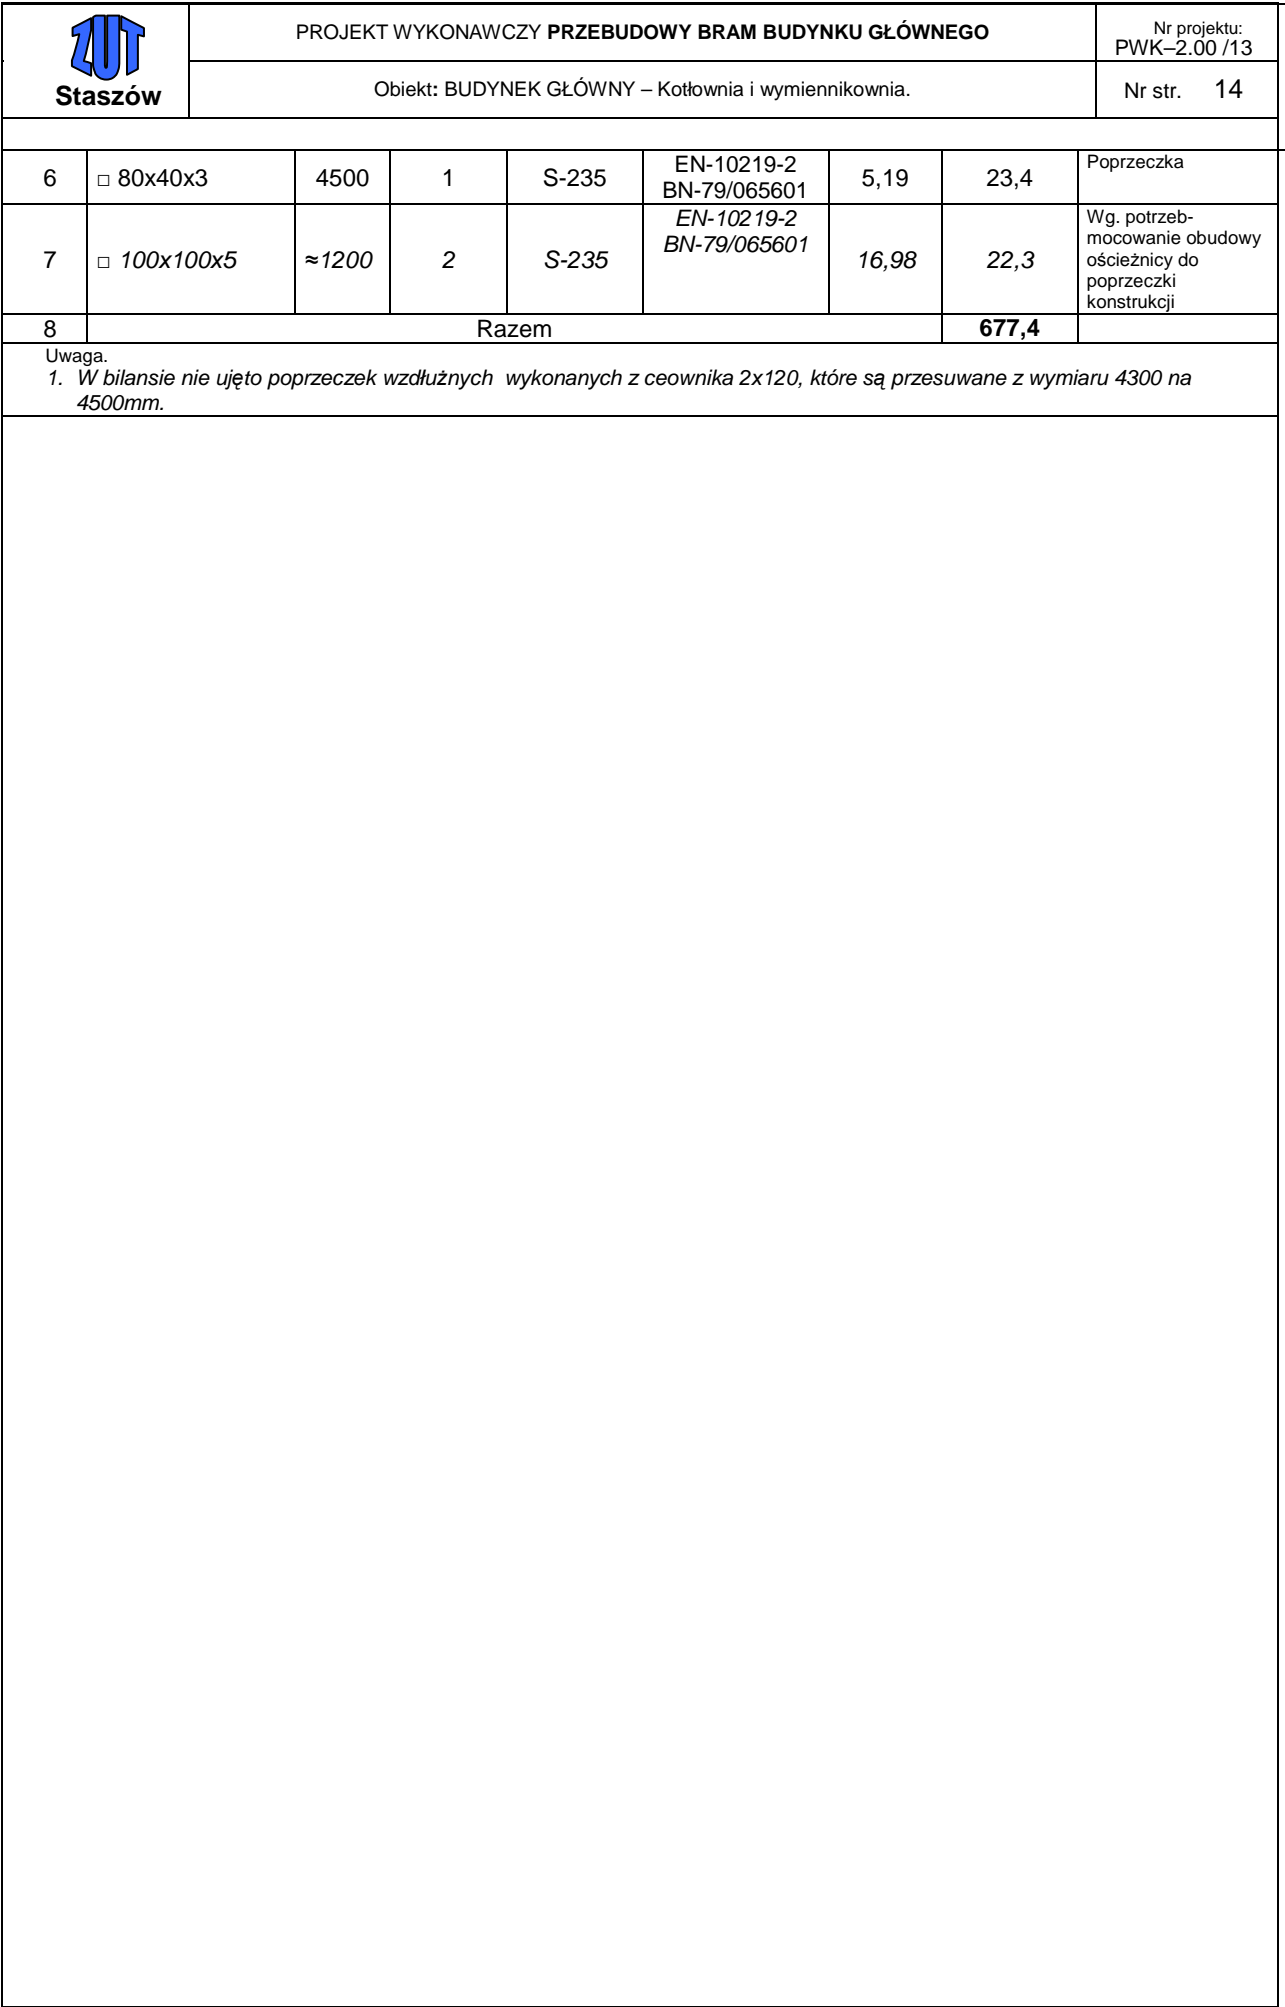 ZUT
Staszów
PROJEKT WYKONAWCZY PRZEBUDOWY BRAM BUDYNKU GŁÓWNEGO
Nr projektu:
PWK–2.00 /13
Obiekt: BUDYNEK GŁÓWNY – Kotłownia i wymiennikownia.
Nr str. 14
6 □ 80x40x3 4500 1 S-235 EN-10219-2 5,19 23,4 Poprzeczka
BN-79/065601
7 □ 100x100x5 ≈1200 2 S-235 EN-10219-2 16,98 22,3 Wg. potrzeb-
BN-79/065601 mocowanie obudowy
ościeżnicy do
poprzeczki
konstrukcji
8 Razem 677,4
Uwaga.
1. W bilansie nie ujęto poprzeczek wzdłużnych wykonanych z ceownika 2x120, które są przesuwane z wymiaru 4300 na
4500mm.